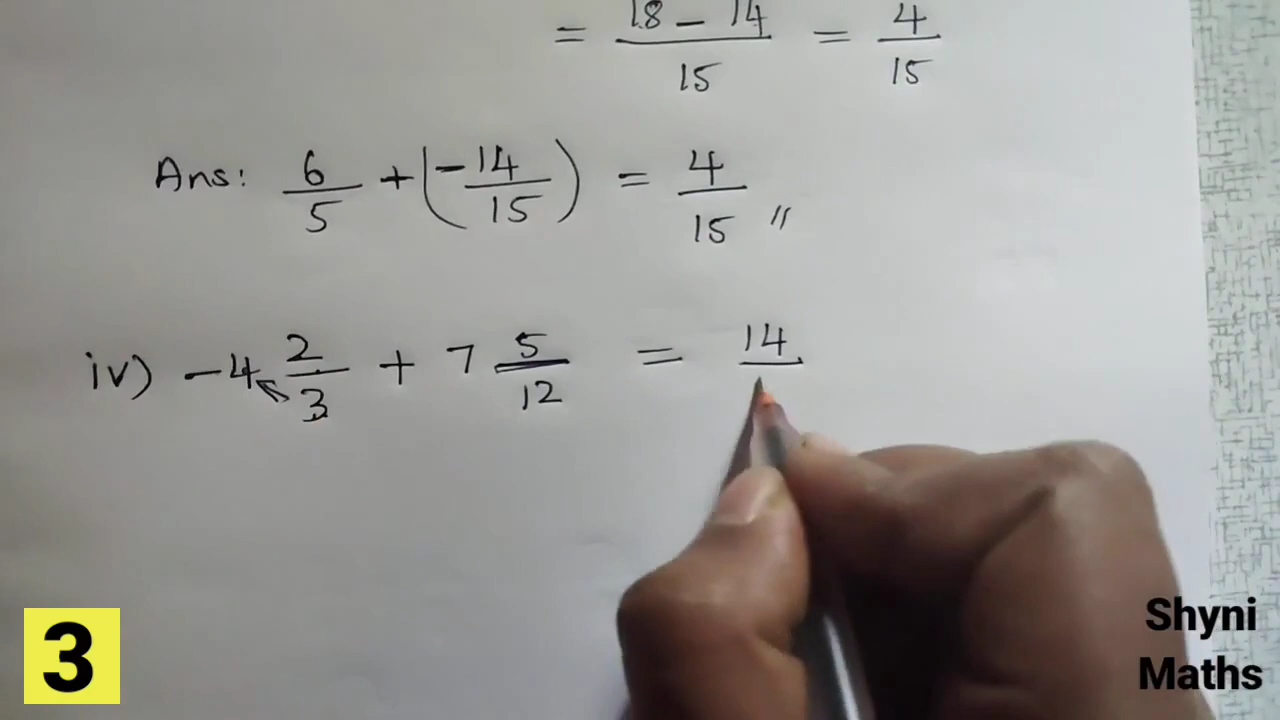 = 18 - 14 / 15 = 4 / 15
Ans: 6/5 + (-14/15) = 4/15 //
iv) -4 2/3 + 7 5/12 = 14/
3
Shyni
Maths